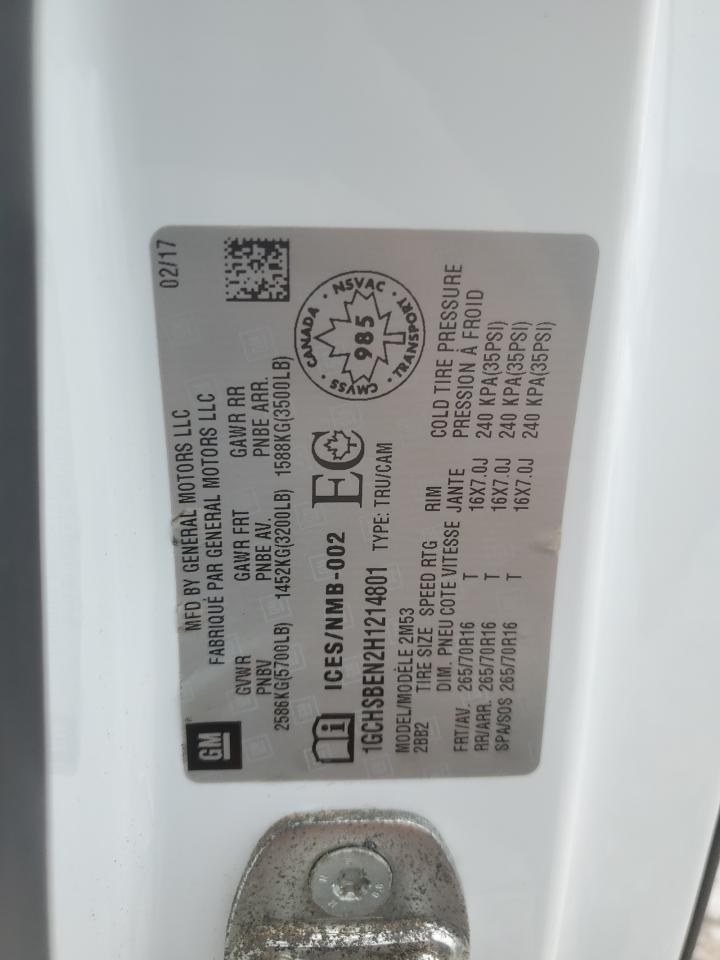 GM
MFD BY GENERAL MOTORS LLC
FABRIQUÉ PAR GENERAL MOTORS LLC
02/17
GVWR GAWR FRT GAWR RR
PNBV PNBE AV. PNBE ARR.
2586KG(5700LB) 1452KG(3200LB) 1588KG(3500LB)
i ICES/NMB-002 EC
CANADA · NSVAC · TRANSPORT · CMVSS ·
985
1GCHSBEN2H1214801 TYPE: TRU/CAM
MODEL/MODÈLE 2M53
2BB2 TIRE SIZE SPEED RTG RIM COLD TIRE PRESSURE
DIM. PNEU COTE VITESSE JANTE PRESSION À FROID
FRT/AV. 265/70R16 T 16X7.0J 240 KPA(35PSI)
RR/ARR. 265/70R16 T 16X7.0J 240 KPA(35PSI)
SPA/SOS 265/70R16 T 16X7.0J 240 KPA(35PSI)